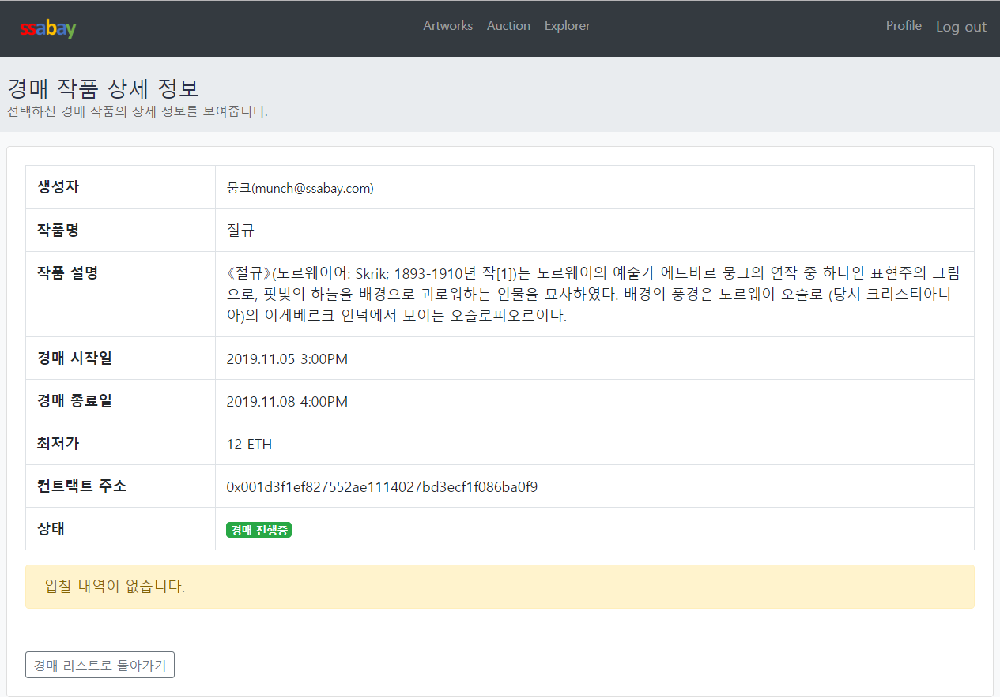 ssabay Artworks Auction Explorer Profile Log out
경매 작품 상세 정보
선택하신 경매 작품의 상세 정보를 보여줍니다.
생성자 뭉크(munch@ssabay.com)
작품명 절규
작품 설명 《절규》(노르웨이어: Skrik; 1893-1910년 작[1])는 노르웨이의 예술가 에드바르 뭉크의 연작 중 하나인 표현주의 그림
으로, 핏빛의 하늘을 배경으로 괴로워하는 인물을 묘사하였다. 배경의 풍경은 노르웨이 오슬로 (당시 크리스티아니
아)의 이케베르크 언덕에서 보이는 오슬로피오르이다.
경매 시작일 2019.11.05 3:00PM
경매 종료일 2019.11.08 4:00PM
최저가 12 ETH
컨트랙트 주소 0x001d3f1ef827552ae1114027bd3ecf1f086ba0f9
상태 경매 진행중
입찰 내역이 없습니다.
경매 리스트로 돌아가기